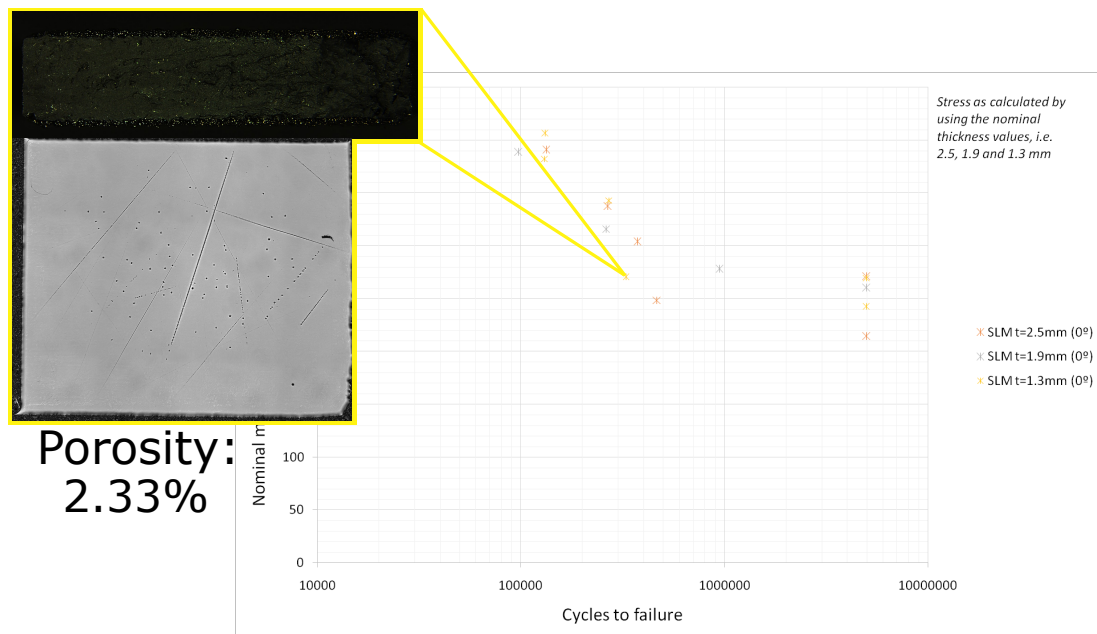 Stress as calculated by
using the nominal
thickness values, i.e.
2.5, 1.9 and 1.3 mm
SLM t=2.5mm (0º)
SLM t=1.9mm (0º)
SLM t=1.3mm (0º)
Porosity:
2.33%
Nominal
100
50
0
10000
100000
1000000
10000000
Cycles to failure